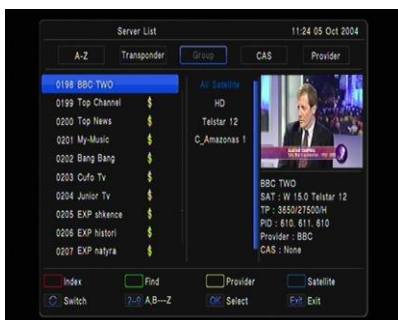 Server List
11:24 05 Oct 2004
A-Z Transponder Group CAS Provider
0198 BBC TWO
0199 Top Channel $
0200 Top News $
0201 My-Music $
0202 Bang Bang $
0203 Cufo Tv $
0204 Junior Tv $
0205 EXP shkence $
0206 EXP histori $
0207 EXP natyra $
All Satellite
HD
Telstar 12
C_Amazonas 1
BBC TWO
SAT : W 15.0 Telstar 12
TP : 3650/27500/H
PID : 610. 611. 610
Provider : BBC
CAS : None
Index Find Provider Satellite
Switch 2~9 A,B---Z OK Select Exit Exit